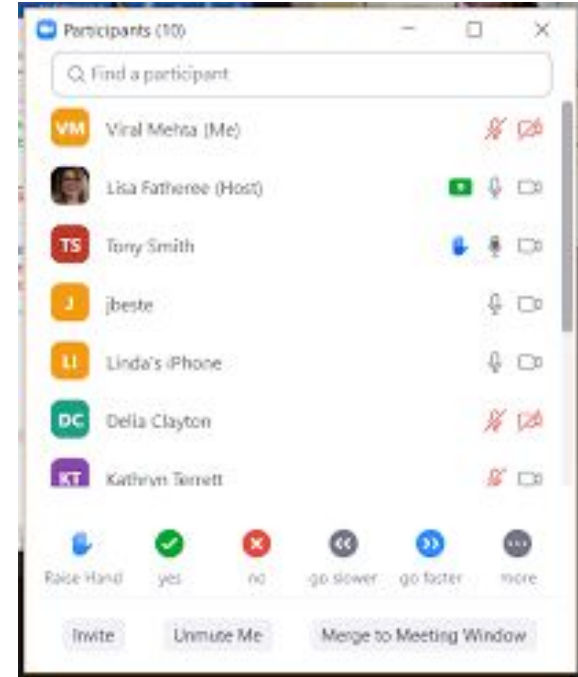 Participants (10)
Find a participant
VM Viral Mehta (Me)
Lisa Fatheree (Host)
TS Tony Smith
J jbeste
LI Linda's iPhone
DC Delia Clayton
KT Kathryn Terrett
Raise Hand yes no go slower go faster more
Invite Unmute Me Merge to Meeting Window